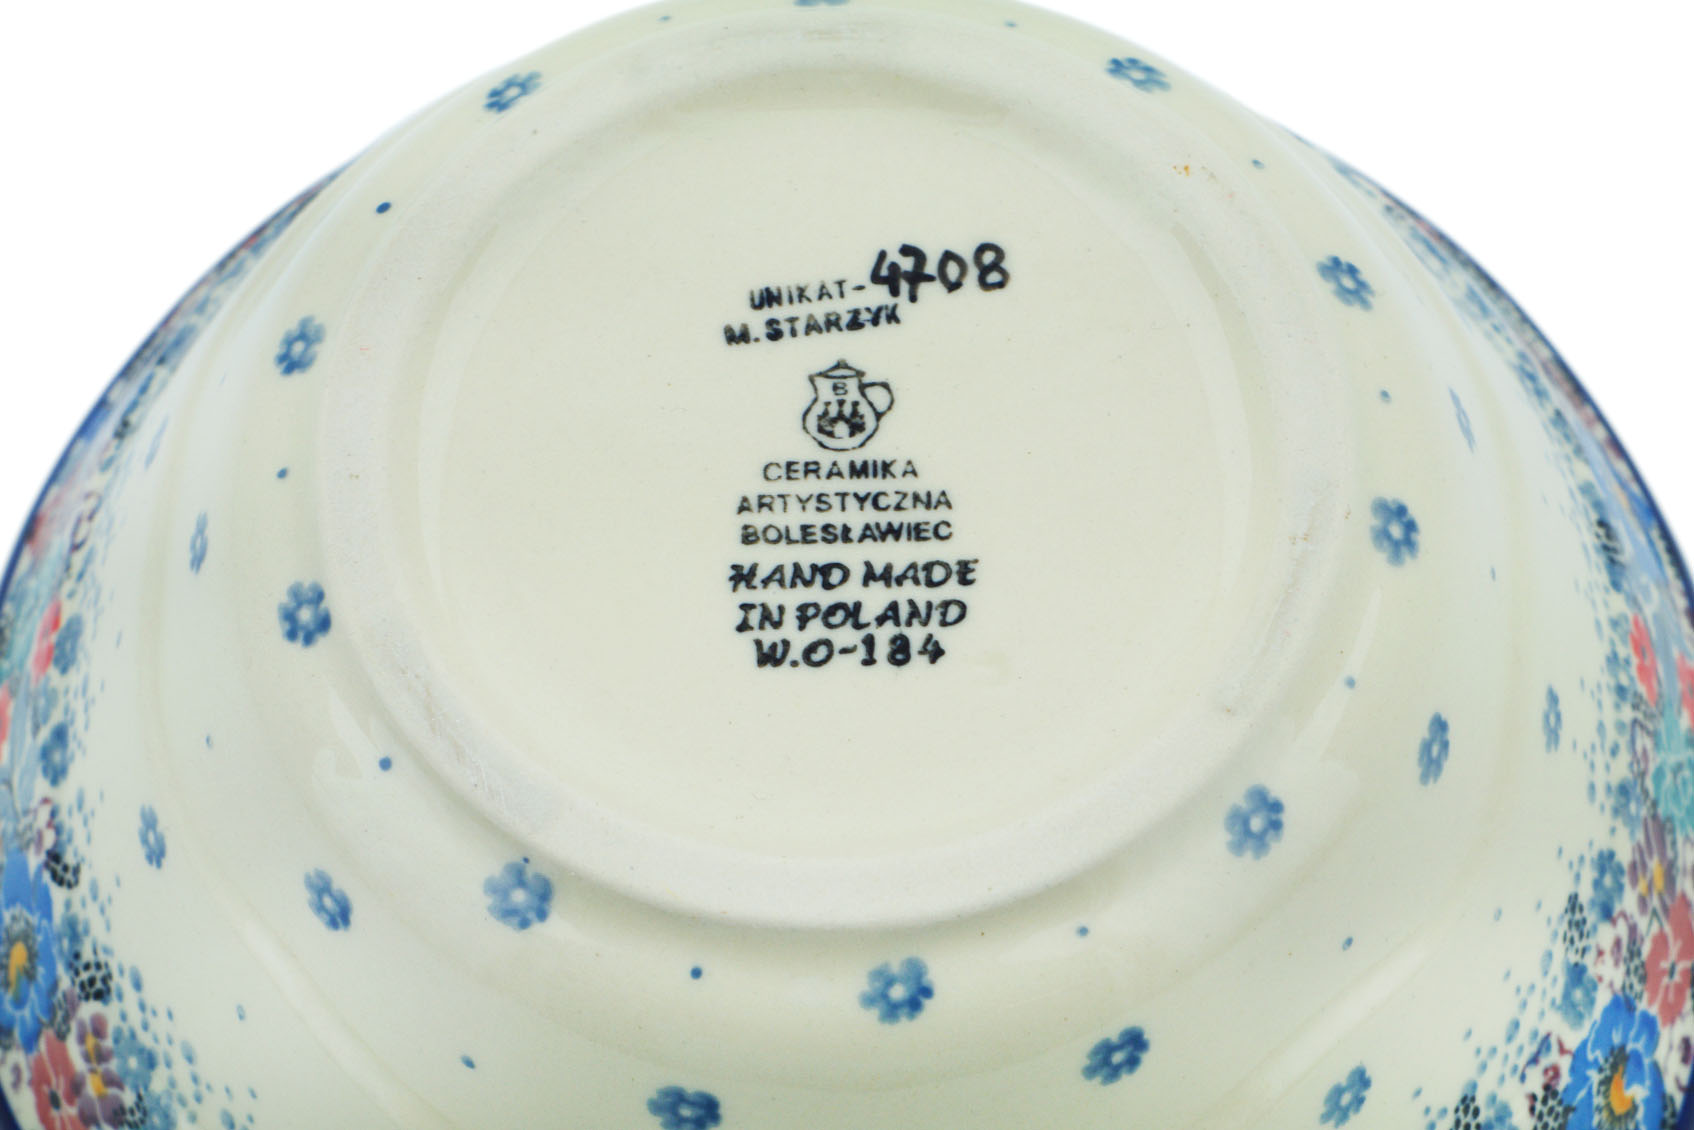 UNIKAT-4708
M.STARZYK
B
CERAMIKA
ARTYSTYCZNA
BOLESŁAWIEC
HAND MADE
IN POLAND
W.O-184